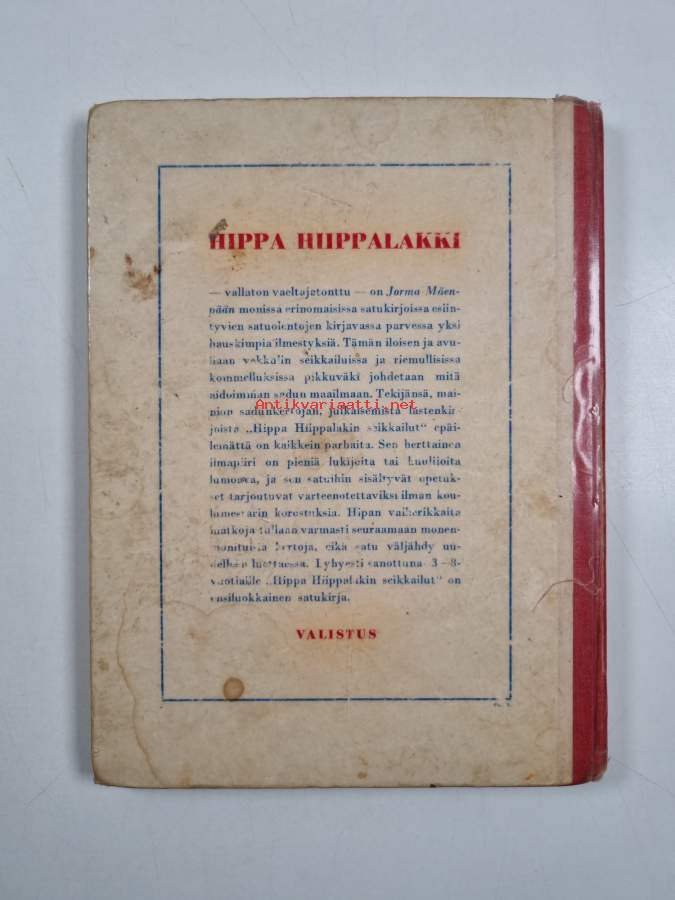 HIPPA HIIPPALAKKI
— vallaton vaeltajatonttu — on Jorma Mäen-
pään monissa erinomaisissa satukirjoissa esiin-
tyvien satuolentojen kirjavassa parvessa yksi
hauskimpia ilmestyksiä. Tämän iloisen ja avu-
liaan vekkulin seikkailuissa ja riemullisissa
kommelluksissa pikkuväki johdetaan mitä
aidoimman sadun maailmaan. Tekijänsä, mai-
nion sadunkertojan, julkaisemista lastenkir-
joista „Hippa Hiippalakin seikkailut“ epäi-
lemättä on kaikkein parhaita. Sen herttainen
ilmapiiri on pieniä lukijoita tai kuulijoita
lumoava, ja sen satuihin sisältyvät opetuk-
set tarjoutuvat varteenotettaviksi ilman kou-
lumestarin korostuksia. Hipan vaiherikkaita
matkoja tullaan varmasti seuraamaan monen-
monituisia kertoja, eikä satu väljähdy uu-
delleen luettaessa. Lyhyesti sanottuna 3–8-
vuotiaille „Hippa Hiippalakin seikkailut“ on
ensiluokkainen satukirja.
VALISTUS
Antikvariaatti.net